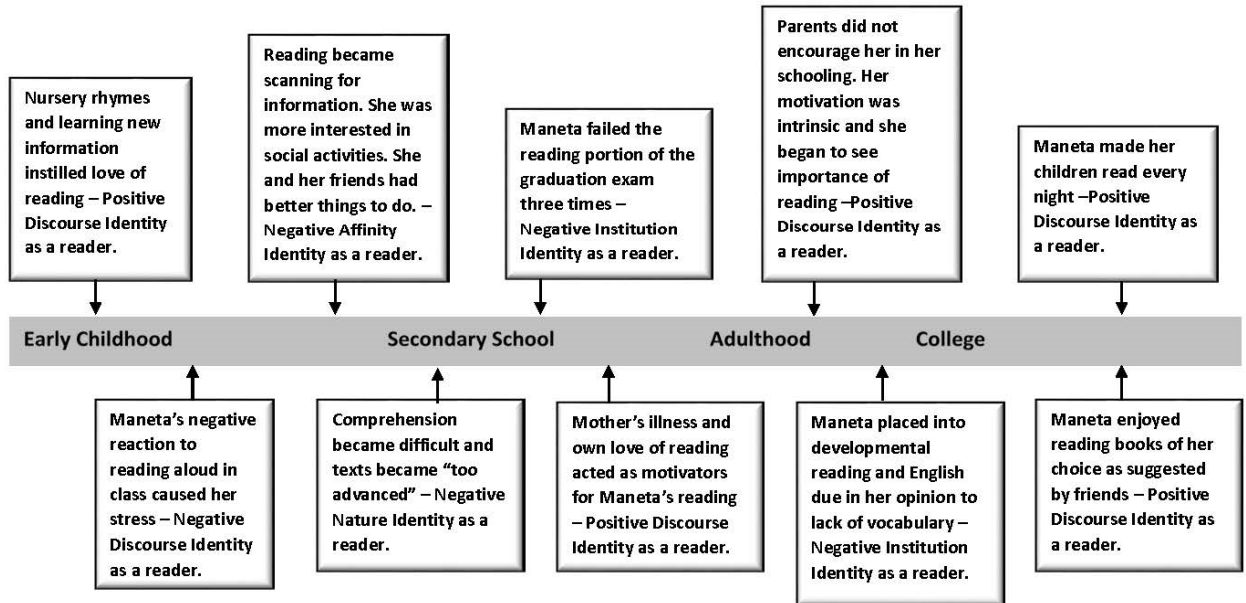 Nursery rhymes
and learning new
information
instilled love of
reading – Positive
Discourse Identity
as a reader.
Reading became
scanning for
information. She was
more interested in
social activities. She
and her friends had
better things to do. –
Negative Affinity
Identity as a reader.
Maneta failed the
reading portion of the
graduation exam
three times –
Negative Institution
Identity as a reader.
Parents did not
encourage her in her
schooling. Her
motivation was
intrinsic and she
began to see
importance of
reading –Positive
Discourse Identity as
a reader.
Maneta made her
children read every
night –Positive
Discourse Identity as
a reader.
Early Childhood Secondary School Adulthood College
Maneta’s negative
reaction to
reading aloud in
class caused her
stress – Negative
Discourse Identity
as a reader.
Comprehension
became difficult and
texts became “too
advanced” – Negative
Nature Identity as a
reader.
Mother’s illness and
own love of reading
acted as motivators
for Maneta’s reading
– Positive Discourse
Identity as a reader.
Maneta placed into
developmental
reading and English
due in her opinion to
lack of vocabulary –
Negative Institution
Identity as a reader.
Maneta enjoyed
reading books of her
choice as suggested
by friends – Positive
Discourse Identity as
a reader.